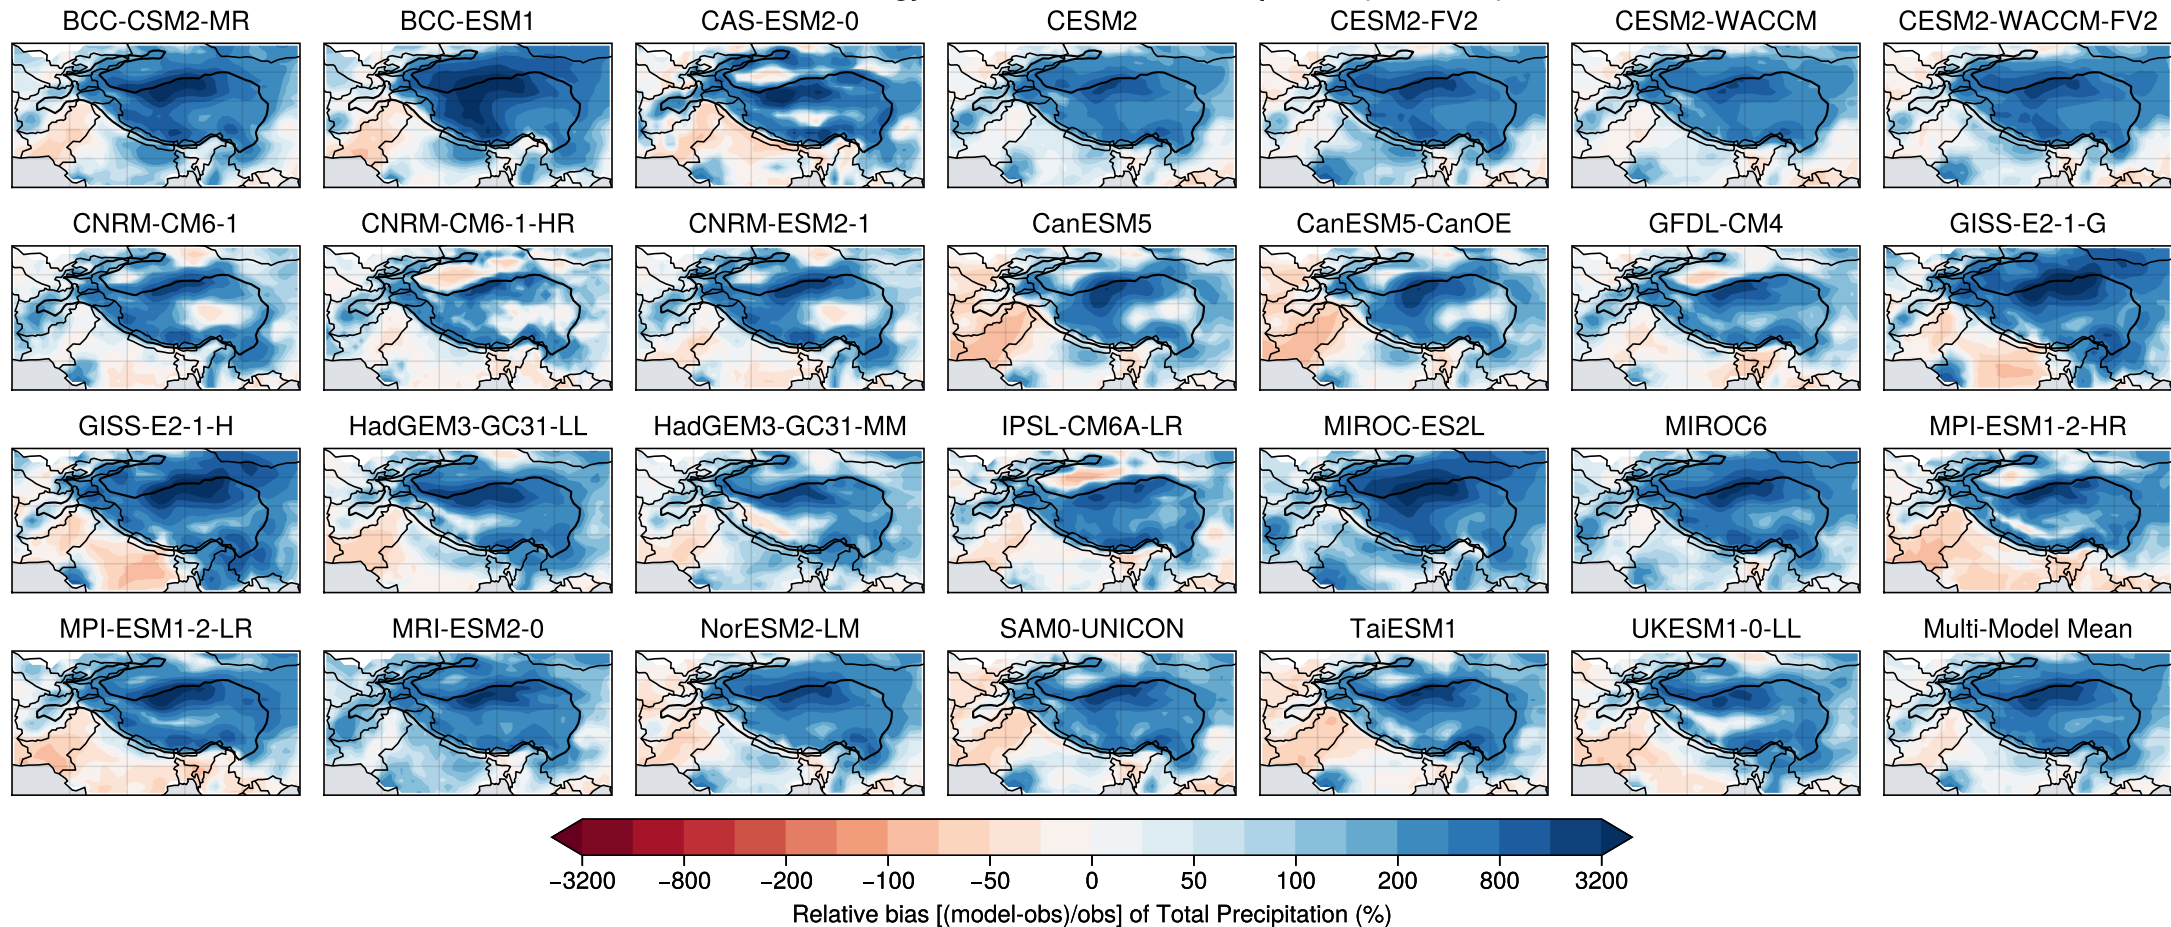 BCC-CSM2-MR BCC-ESM1 CAS-ESM2-0 CESM2 CESM2-FV2 CESM2-WACCM CESM2-WACCM-FV2
CNRM-CM6-1 CNRM-CM6-1-HR CNRM-ESM2-1 CanESM5 CanESM5-CanOE GFDL-CM4 GISS-E2-1-G
GISS-E2-1-H HadGEM3-GC31-LL HadGEM3-GC31-MM IPSL-CM6A-LR MIROC-ES2L MIROC6 MPI-ESM1-2-HR
MPI-ESM1-2-LR MRI-ESM2-0 NorESM2-LM SAM0-UNICON TaiESM1 UKESM1-0-LL Multi-Model Mean
−3200 −800 −200 −100 −50 0 50 100 200 800 3200
Relative bias [(model-obs)/obs] of Total Precipitation (%)